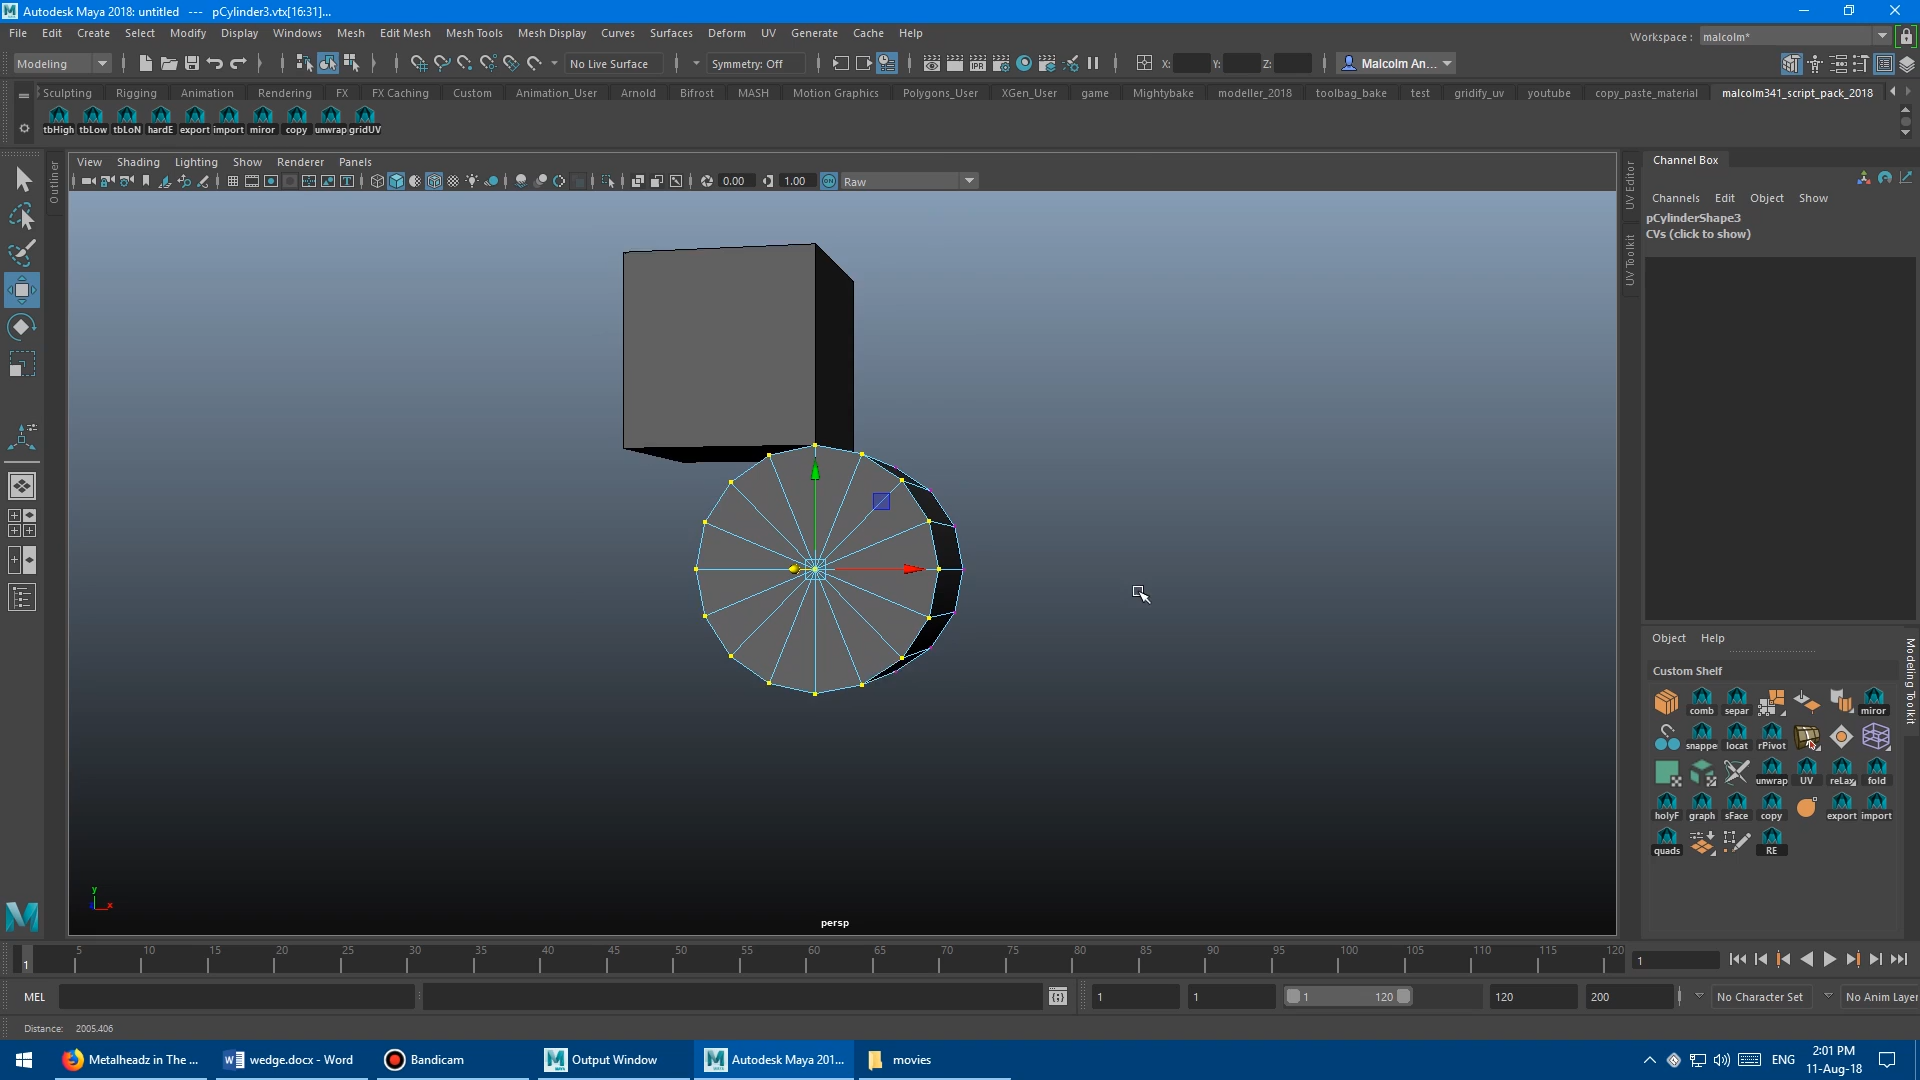 Autodesk Maya 2018: untitled --- pCylinder3.vtx[16:31]...
File Edit Create Select Modify Display Windows Mesh Edit Mesh Mesh Tools Mesh Display Curves Surfaces Deform UV Generate Cache Help
Workspace : malcolm*
Modeling No Live Surface Symmetry: Off X: Y: Z: Malcolm An...
Sculpting Rigging Animation Rendering FX FX Caching Custom Animation_User Arnold Bifrost MASH Motion Graphics Polygons_User XGen_User game Mightybake modeller_2018 toolbag_bake test gridify_uv youtube copy_paste_material malcolm341_script_pack_2018
tbHigh tbLow tbLoN hardE export import miror copy unwrap gridUV
View Shading Lighting Show Renderer Panels
0.00 1.00 ON Raw
Outliner
UV Editor
UV Toolkit
Channel Box
Channels Edit Object Show
pCylinderShape3
CVs (click to show)
Object Help
Modeling Toolkit
Custom Shelf
comb separ miror
snappe locat rPivot
unwrap UV reLax fold
holyF graph sFace copy export import
quads RE
y
x
persp
5 10 15 20 25 30 35 40 45 50 55 60 65 70 75 80 85 90 95 100 105 110 115 120
1 1
MEL 1 1 1 120 120 200 No Character Set No Anim Layer
Distance: 2005.406
Metalheadz in The ... wedge.docx - Word Bandicam Output Window Autodesk Maya 201... movies
ENG 2:01 PM
11-Aug-18